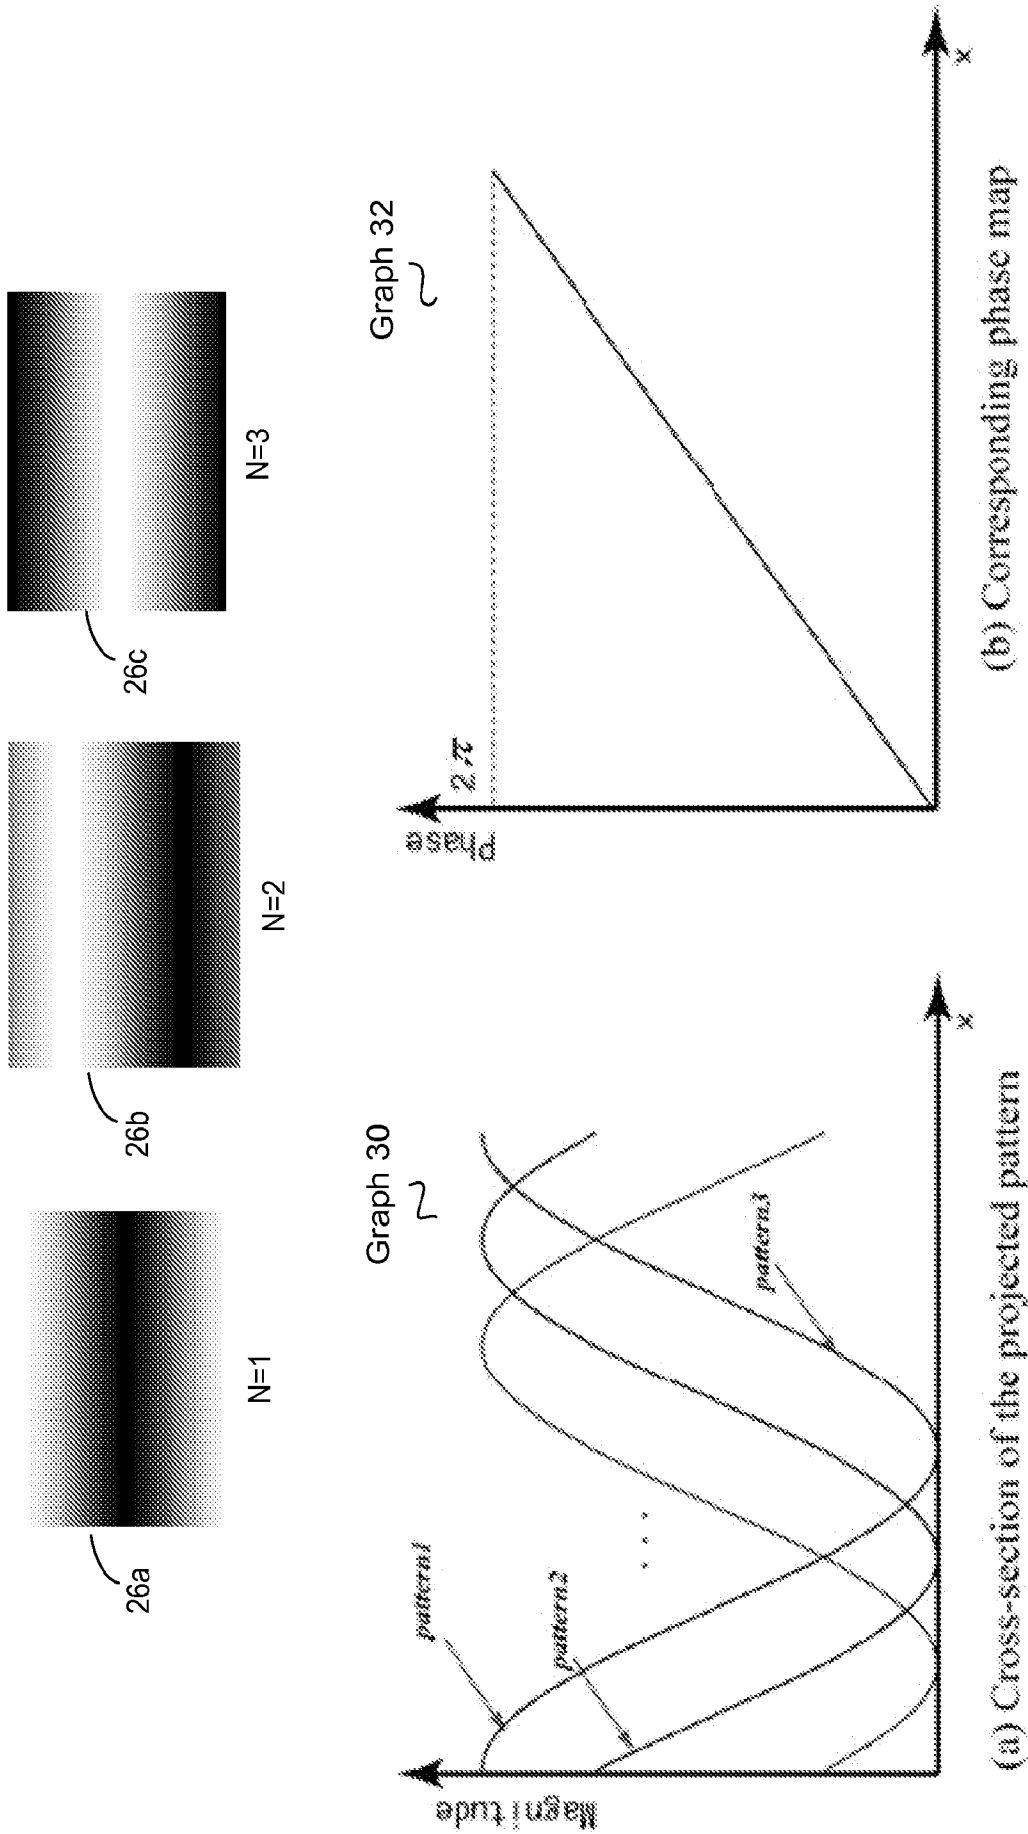 26a
N=1
26b
N=2
26c
N=3
Graph 30
Magnitude
pattern1
pattern2
. . .
pattern3
x
(a) Cross-section of the projected pattern
Graph 32
Phase
2π
x
(b) Corresponding phase map